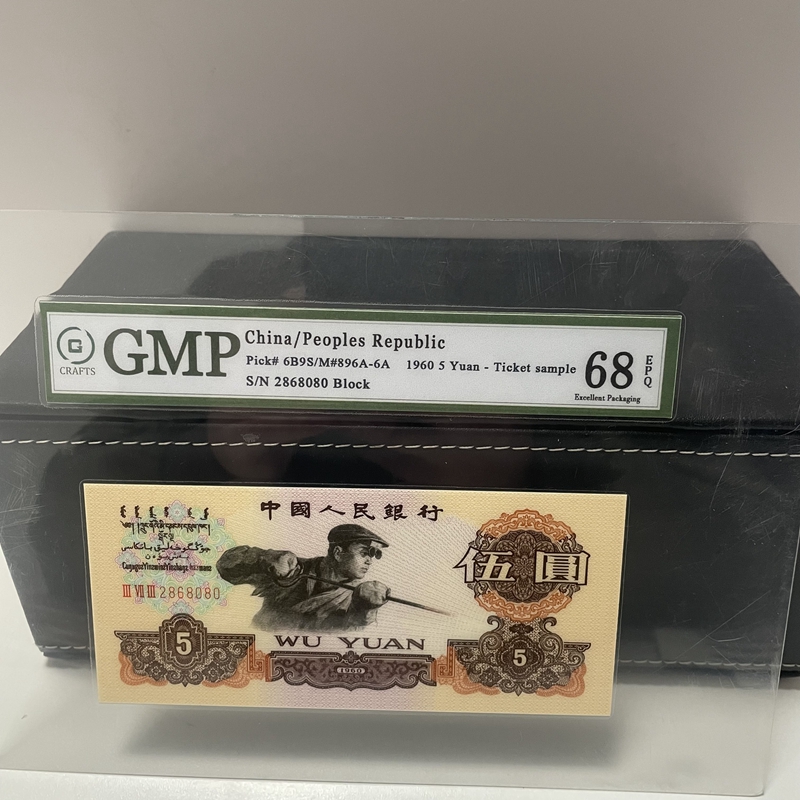 G
CRAFTS
GMP
China/Peoples Republic
Pick# 6B9S/M#896A-6A 1960 5 Yuan - Ticket sample
S/N 2868080 Block
68
EPQ
Excellent Packaging
中國人民銀行
III VII III 2868080
伍圓
WU YUAN
5
1960
5